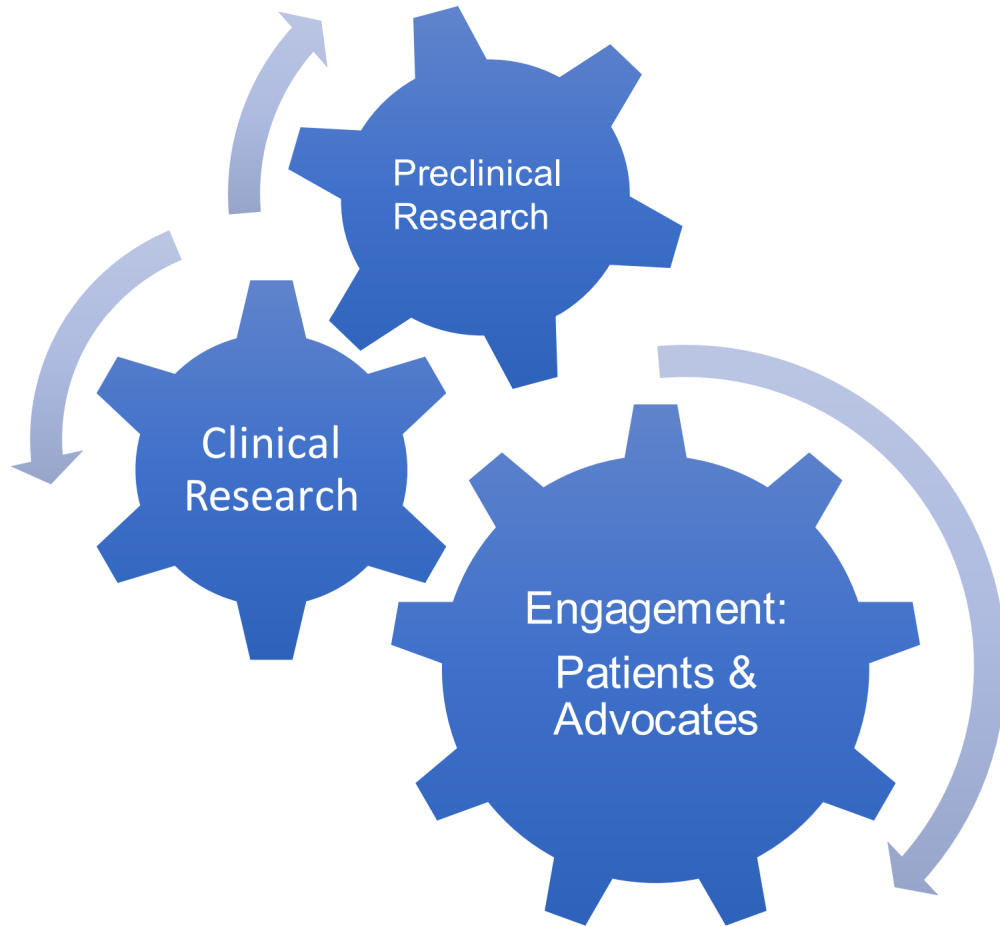 Preclinical
Research
Clinical
Research
Engagement:
Patients &
Advocates